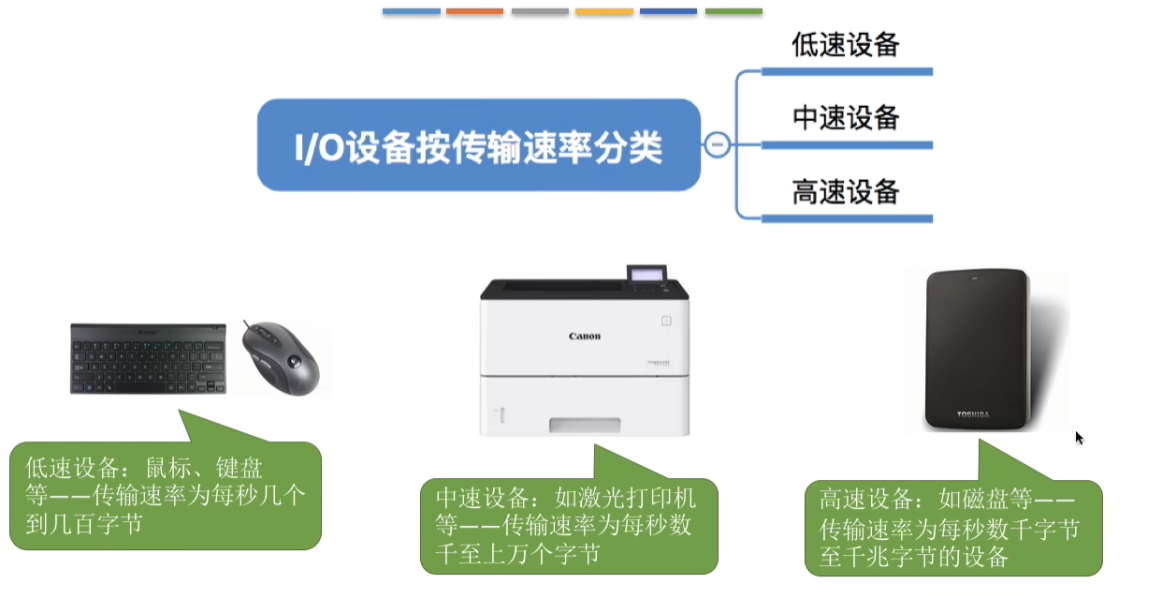 低速设备
I/O设备按传输速率分类
中速设备
高速设备
Canon
TOSHIBA
低速设备：鼠标、键盘
等——传输速率为每秒几个
到几百字节
中速设备：如激光打印机
等——传输速率为每秒数
千至上万个字节
高速设备：如磁盘等——
传输速率为每秒数千字节
至千兆字节的设备